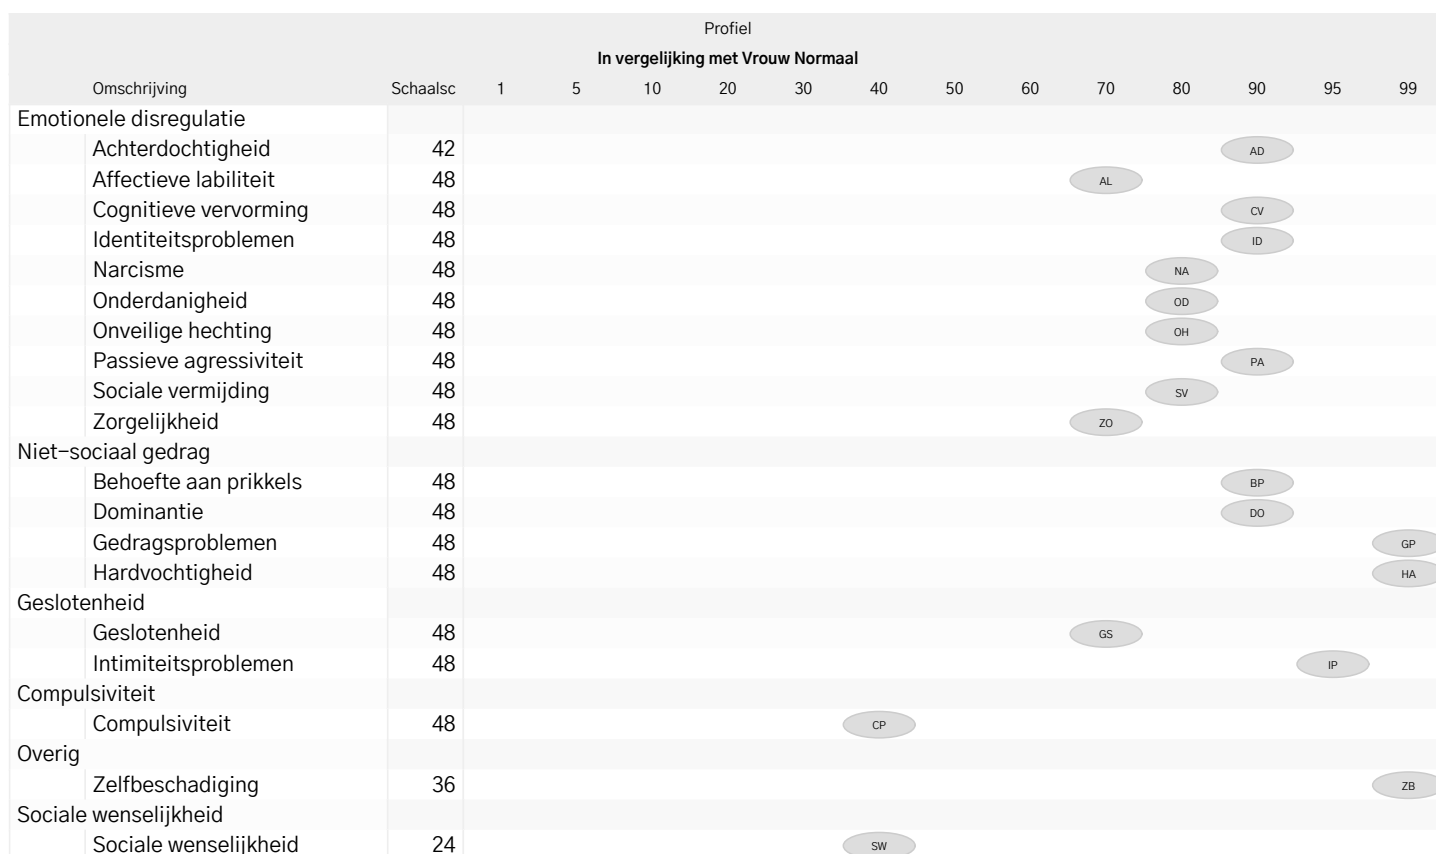 Profiel
In vergelijking met Vrouw Normaal
Omschrijving Schaalsc 1 5 10 20 30 40 50 60 70 80 90 95 99
Emotionele disregulatie
Achterdochtigheid 42 AD
Affectieve labiliteit 48 AL
Cognitieve vervorming 48 CV
Identiteitsproblemen 48 ID
Narcisme 48 NA
Onderdanigheid 48 OD
Onveilige hechting 48 OH
Passieve agressiviteit 48 PA
Sociale vermijding 48 SV
Zorgelijkheid 48 ZO
Niet-sociaal gedrag
Behoefte aan prikkels 48 BP
Dominantie 48 DO
Gedragsproblemen 48 GP
Hardvochtigheid 48 HA
Geslotenheid
Geslotenheid 48 GS
Intimiteitsproblemen 48 IP
Compulsiviteit
Compulsiviteit 48 CP
Overig
Zelfbeschadiging 36 ZB
Sociale wenselijkheid
Sociale wenselijkheid 24 SW